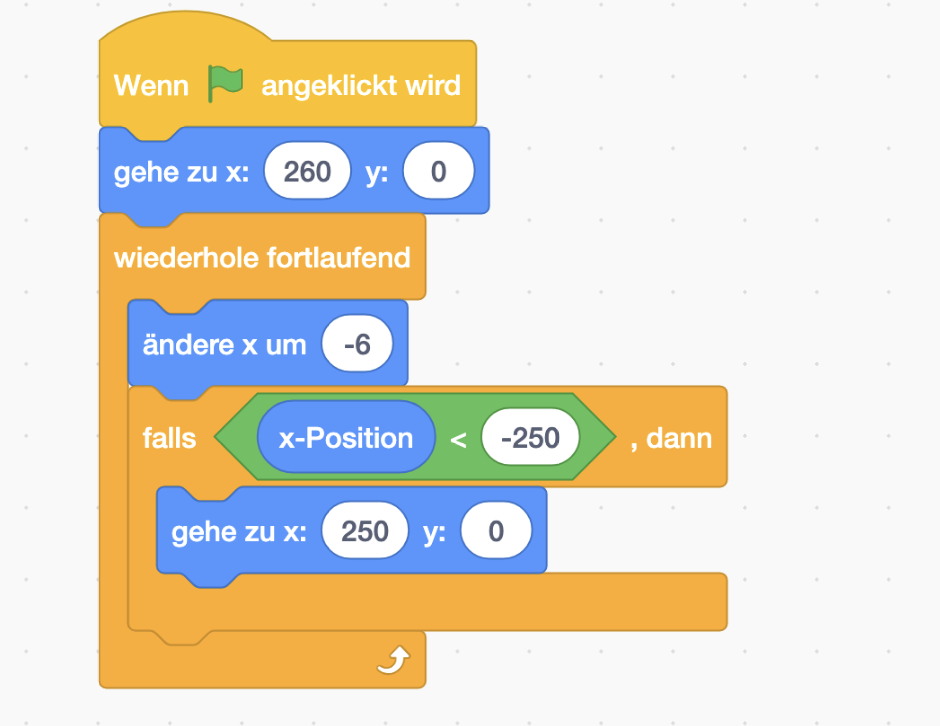 Wenn angeklickt wird
gehe zu x: 260 y: 0
wiederhole fortlaufend
ändere x um -6
falls x-Position < -250 , dann
gehe zu x: 250 y: 0